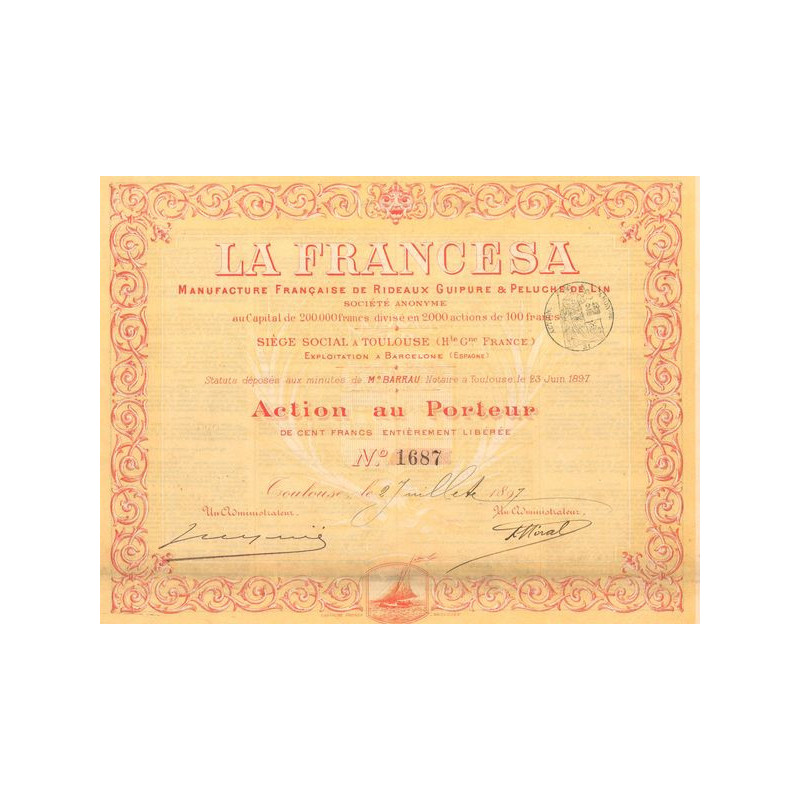 LA FRANCESA
MANUFACTURE FRANÇAISE DE RIDEAUX GUIPURE & PELUCHE DE LIN
SOCIÉTÉ ANONYME
au Capital de 200.000 francs divisé en 2000 actions de 100 francs
SIÈGE SOCIAL A TOULOUSE (Hte Gne FRANCE)
EXPLOITATION A BARCELONE (ESPAGNE)
Statuts déposés aux minutes de Me BARRAU Notaire à Toulouse le 23 Juin 1897
Action au Porteur
DE CENT FRANCS ENTIÈREMENT LIBÉRÉE
No 1687
Toulouse, le 2 Juillet 1897
Un Administrateur. Un Administrateur,